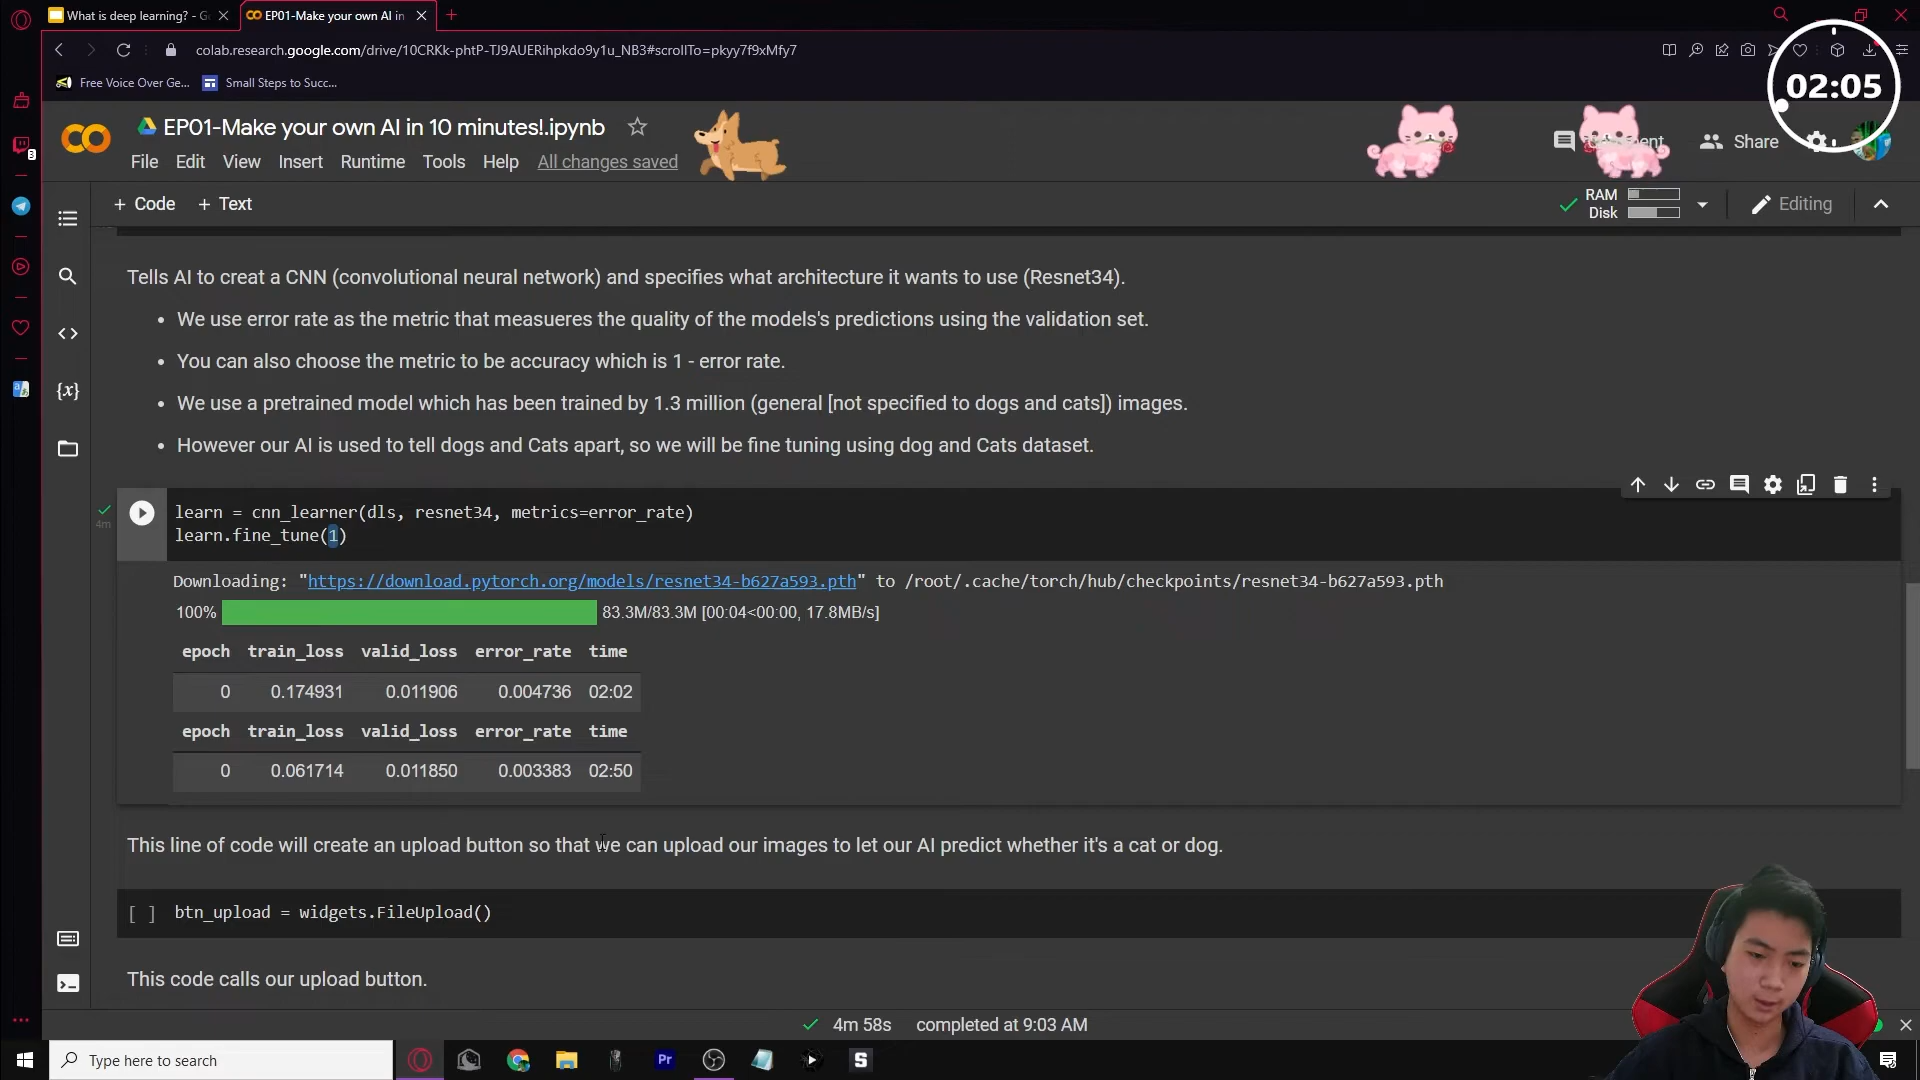 What is deep learning? - G
EP01-Make your own AI in
colab.research.google.com/drive/10CRKk-phtP-TJ9AUERihpkdo9y1u_NB3#scrollTo=pkyy7f9xMfy7
02:05
Free Voice Over Ge...
Small Steps to Succ...
EP01-Make your own AI in 10 minutes!.ipynb
File Edit View Insert Runtime Tools Help All changes saved
Share
+ Code + Text
RAM
Disk
Editing
Tells AI to creat a CNN (convolutional neural network) and specifies what architecture it wants to use (Resnet34).
• We use error rate as the metric that measueres the quality of the models's predictions using the validation set.
• You can also choose the metric to be accuracy which is 1 - error rate.
• We use a pretrained model which has been trained by 1.3 million (general [not specified to dogs and cats]) images.
• However our AI is used to tell dogs and Cats apart, so we will be fine tuning using dog and Cats dataset.
4m
learn = cnn_learner(dls, resnet34, metrics=error_rate)
learn.fine_tune(1)
Downloading: "https://download.pytorch.org/models/resnet34-b627a593.pth" to /root/.cache/torch/hub/checkpoints/resnet34-b627a593.pth
100% 83.3M/83.3M [00:04<00:00, 17.8MB/s]
epoch train_loss valid_loss error_rate time
0 0.174931 0.011906 0.004736 02:02
epoch train_loss valid_loss error_rate time
0 0.061714 0.011850 0.003383 02:50
This line of code will create an upload button so that we can upload our images to let our AI predict whether it's a cat or dog.
[ ] btn_upload = widgets.FileUpload()
This code calls our upload button.
4m 58s completed at 9:03 AM
Type here to search
Pr
S